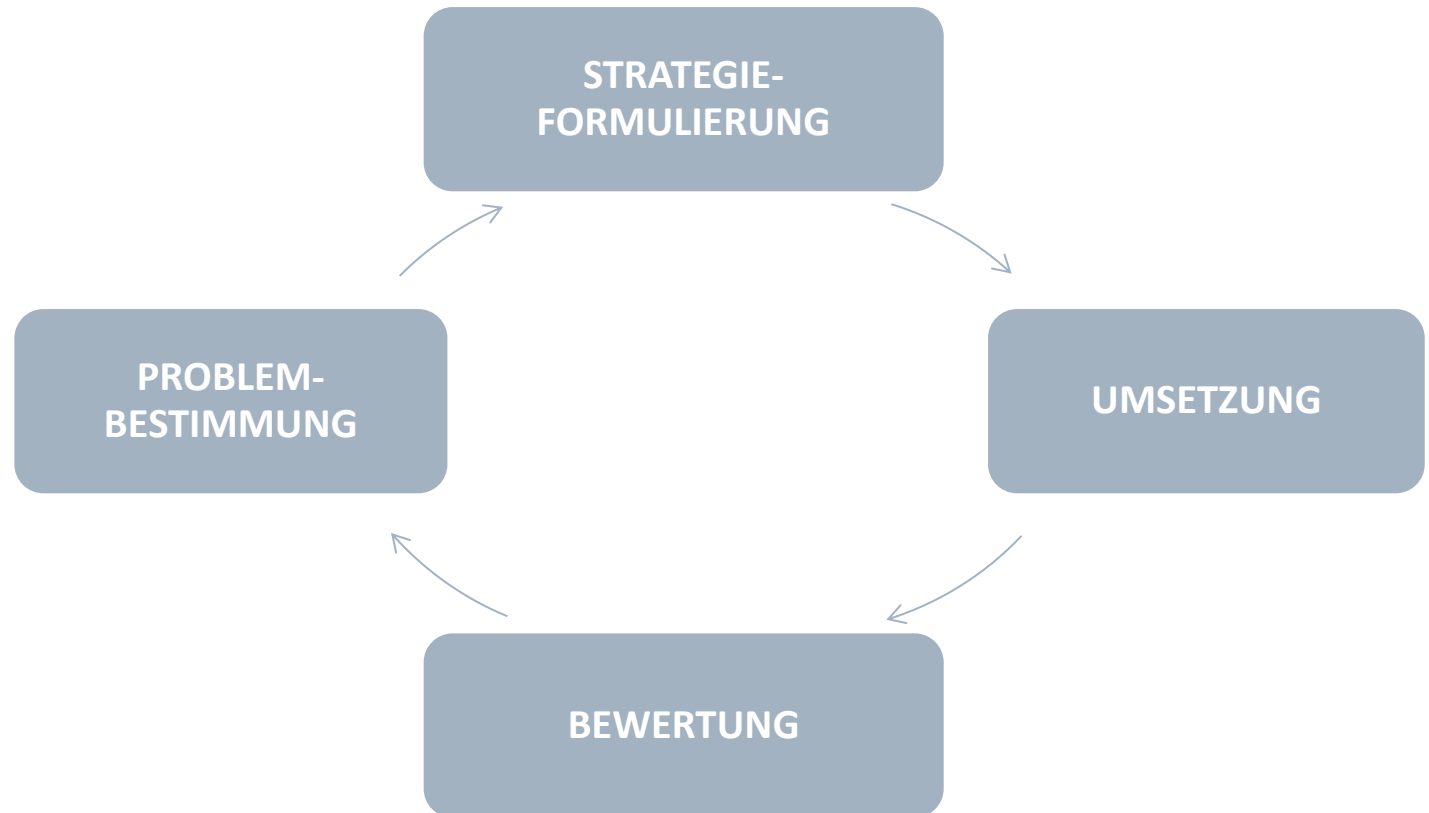 STRATEGIE-
FORMULIERUNG
PROBLEM-
BESTIMMUNG
UMSETZUNG
BEWERTUNG